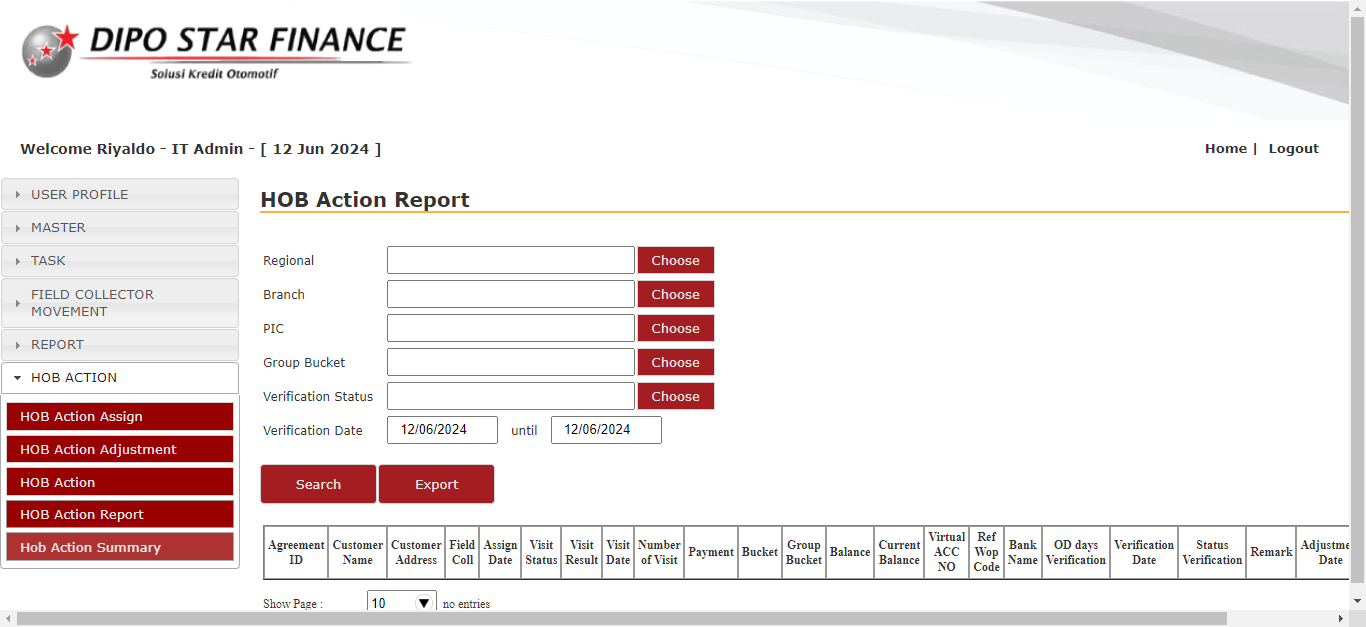 DIPO STAR FINANCE
Solusi Kredit Otomotif
Welcome Riyaldo - IT Admin - [ 12 Jun 2024 ]
Home | Logout
USER PROFILE
MASTER
TASK
FIELD COLLECTOR
MOVEMENT
REPORT
HOB ACTION
HOB Action Assign
HOB Action Adjustment
HOB Action
HOB Action Report
Hob Action Summary
HOB Action Report
Regional Choose
Branch Choose
PIC Choose
Group Bucket Choose
Verification Status Choose
Verification Date 12/06/2024 until 12/06/2024
Search Export
Agreement
ID
Customer
Name
Customer
Address
Field
Coll
Assign
Date
Visit
Status
Visit
Result
Visit
Date
Number
of Visit
Payment
Bucket
Group
Bucket
Balance
Current
Balance
Virtual
ACC
NO
Ref
Wop
Code
Bank
Name
OD days
Verification
Verification
Date
Status
Verification
Remark
Adjustme
Date
Show Page : 10 no entries